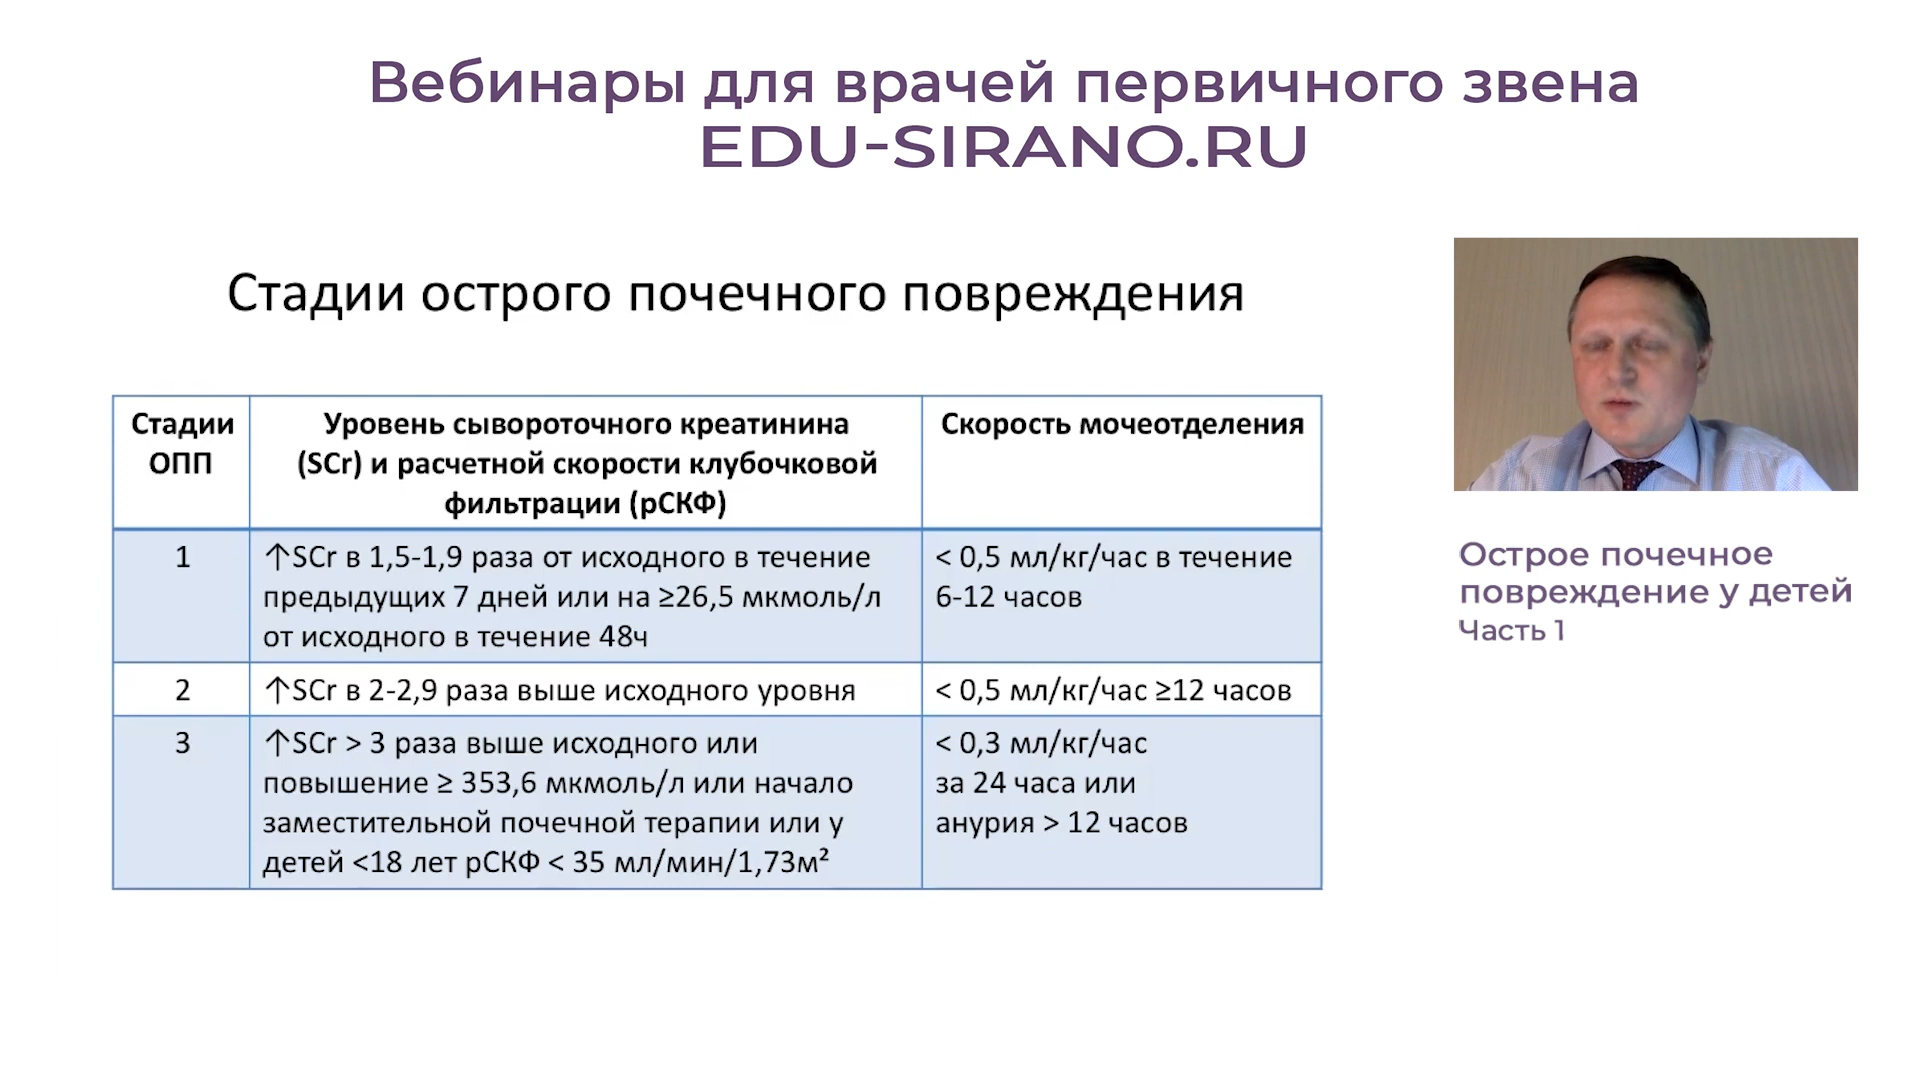 Вебинары для врачей первичного звена
EDU-SIRANO.RU
Стадии острого почечного повреждения
Стадии
ОПП
Уровень сывороточного креатинина
(SCr) и расчетной скорости клубочковой
фильтрации (рСКФ)
Скорость мочеотделения
1
↑SCr в 1,5-1,9 раза от исходного в течение
предыдущих 7 дней или на ≥26,5 мкмоль/л
от исходного в течение 48ч
< 0,5 мл/кг/час в течение
6-12 часов
2
↑SCr в 2-2,9 раза выше исходного уровня
< 0,5 мл/кг/час ≥12 часов
3
↑SCr > 3 раза выше исходного или
повышение ≥ 353,6 мкмоль/л или начало
заместительной почечной терапии или у
детей <18 лет рСКФ < 35 мл/мин/1,73м²
< 0,3 мл/кг/час
за 24 часа или
анурия > 12 часов
Острое почечное
повреждение у детей
Часть 1